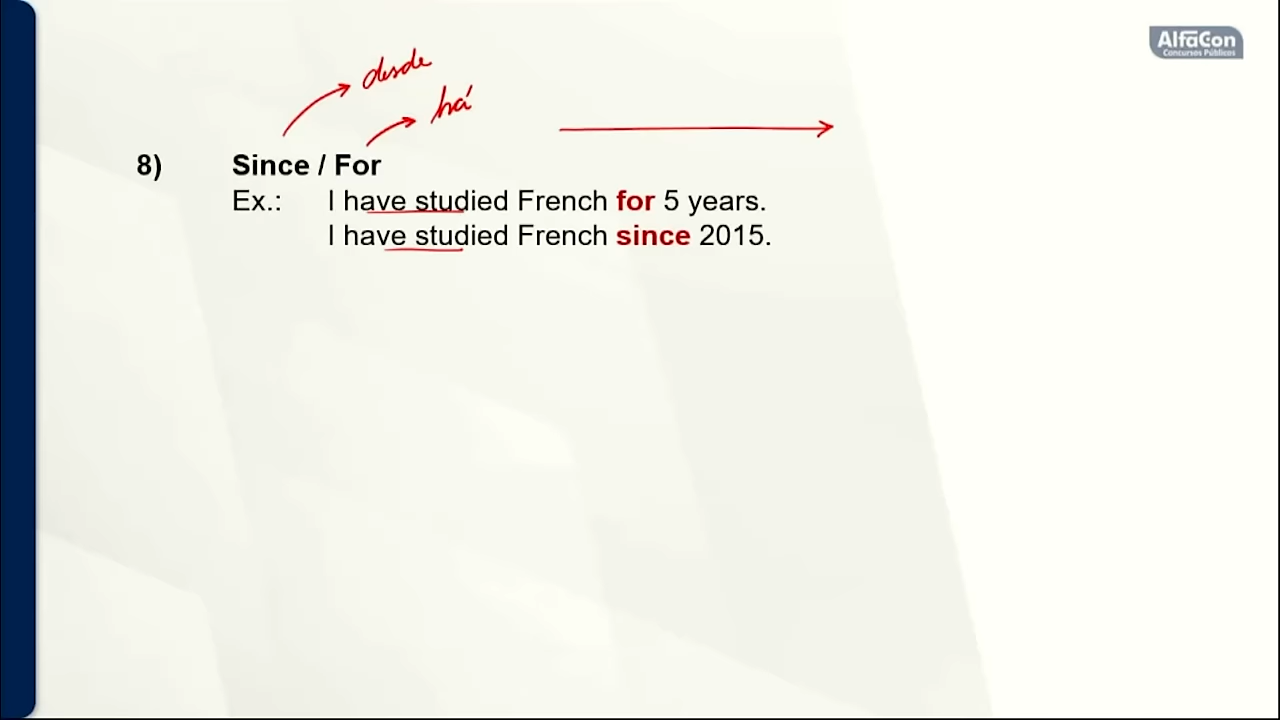 AlfaCon
Concursos Públicos
desde
há
8) Since / For
Ex.: I have studied French for 5 years.
I have studied French since 2015.